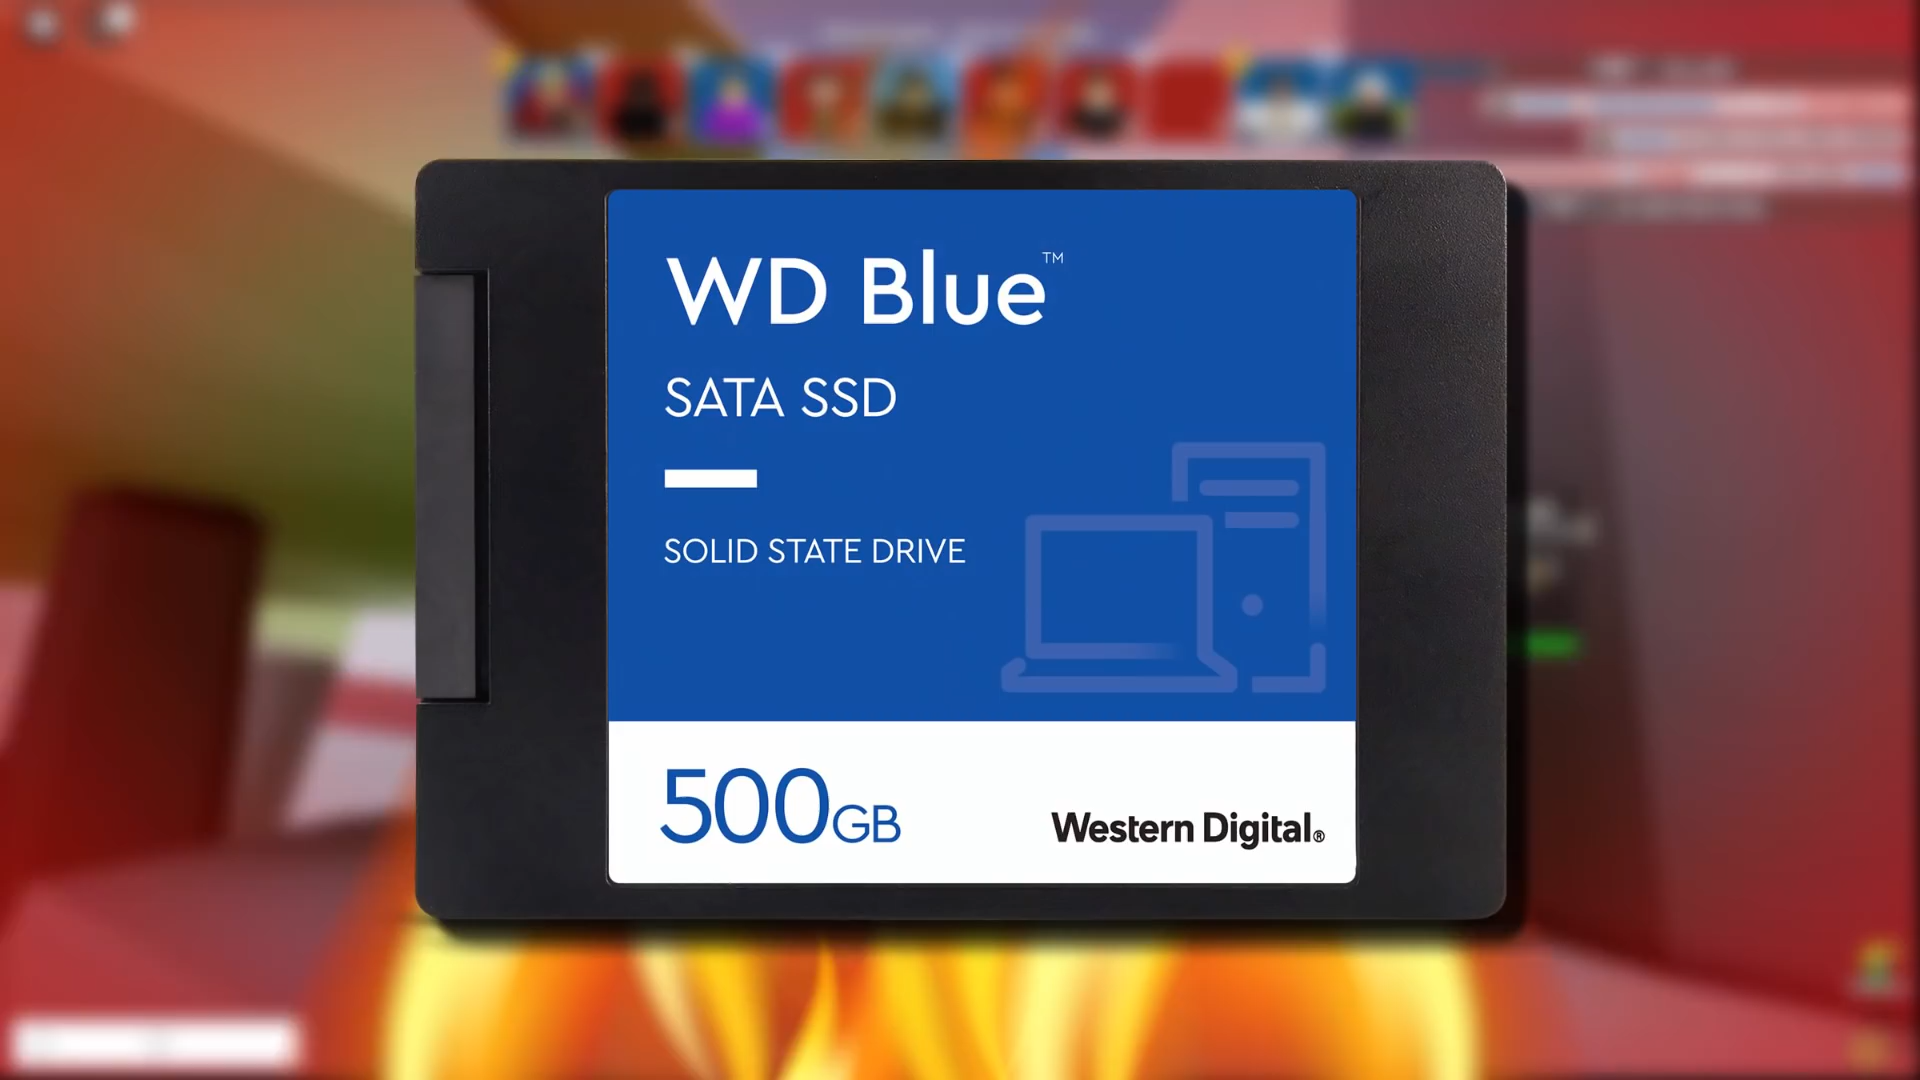 WD Blue™
SATA SSD
SOLID STATE DRIVE
500GB
Western Digital®